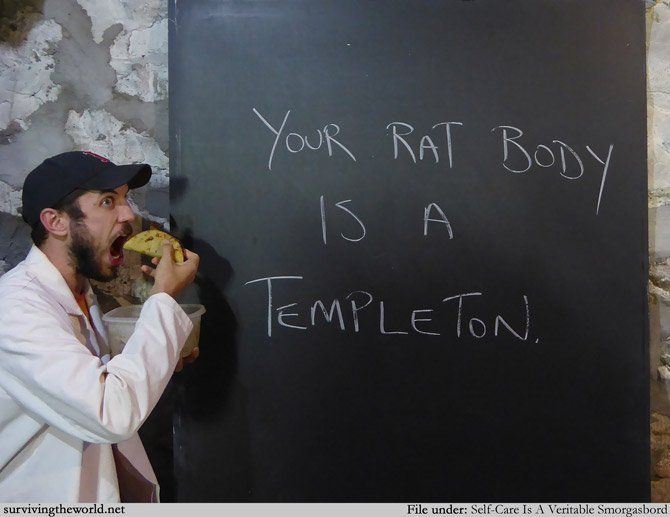 YOUR RAT BODY
IS A
TEMPLETON.
survivingtheworld.net
File under: Self-Care Is A Veritable Smorgasbord